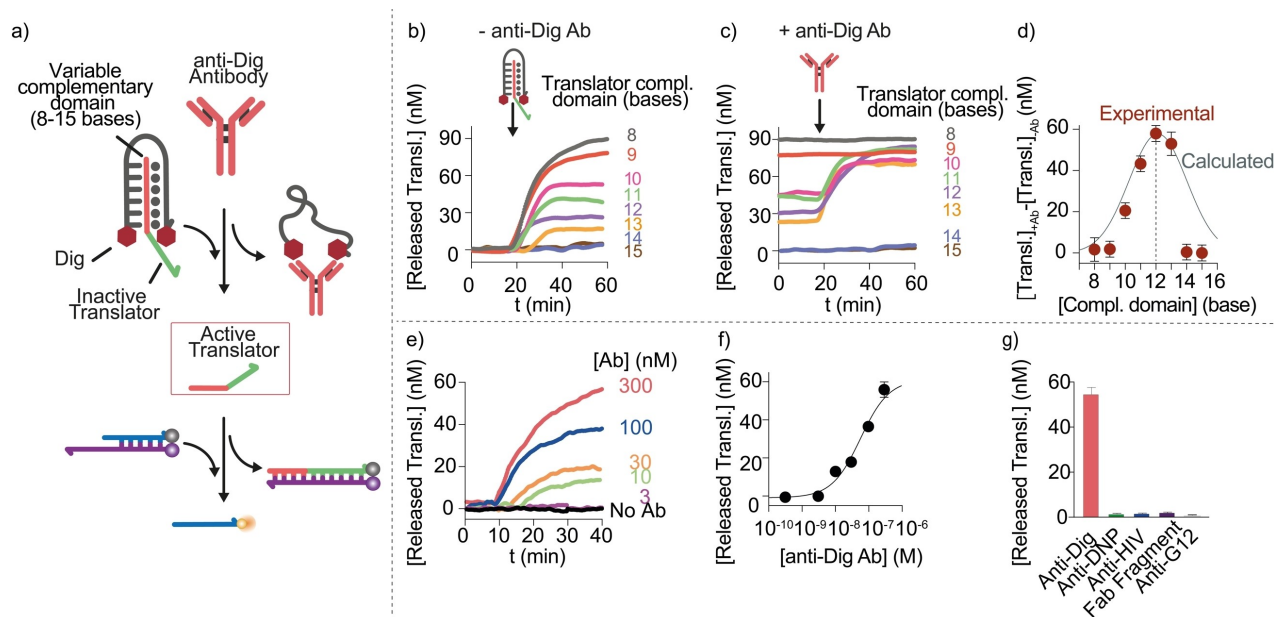 a)
Variable
complementary
domain
(8-15 bases)
anti-Dig
Antibody
Dig
Inactive
Translator
Active
Translator
b)
- anti-Dig Ab
Translator compl.
domain (bases)
[Released Transl.] (nM)
90
60
30
0
0 20 40 60
t (min)
8
9
10
11
12
13
14
15
c)
+ anti-Dig Ab
Translator compl.
domain (bases)
[Released Transl.] (nM)
90
60
30
0
0 20 40 60
t (min)
8
9
10
11
12
13
14
15
d)
[Transl.]+Ab-[Transl.]-Ab (nM)
60
40
20
0
Experimental
Calculated
8 10 12 14 16
[Compl. domain] (base)
e)
[Ab] (nM)
[Released Transl.] (nM)
60
40
20
0
0 10 20 30 40
t (min)
300
100
30
10
3
No Ab
f)
[Released Transl.] (nM)
60
40
20
0
10-10 10-9 10-8 10-7 10-6
[anti-Dig Ab] (M)
g)
[Released Transl.] (nM)
60
40
20
0
Anti-Dig
Anti-DNP
Anti-HIV
Fab Fragment
Anti-G12